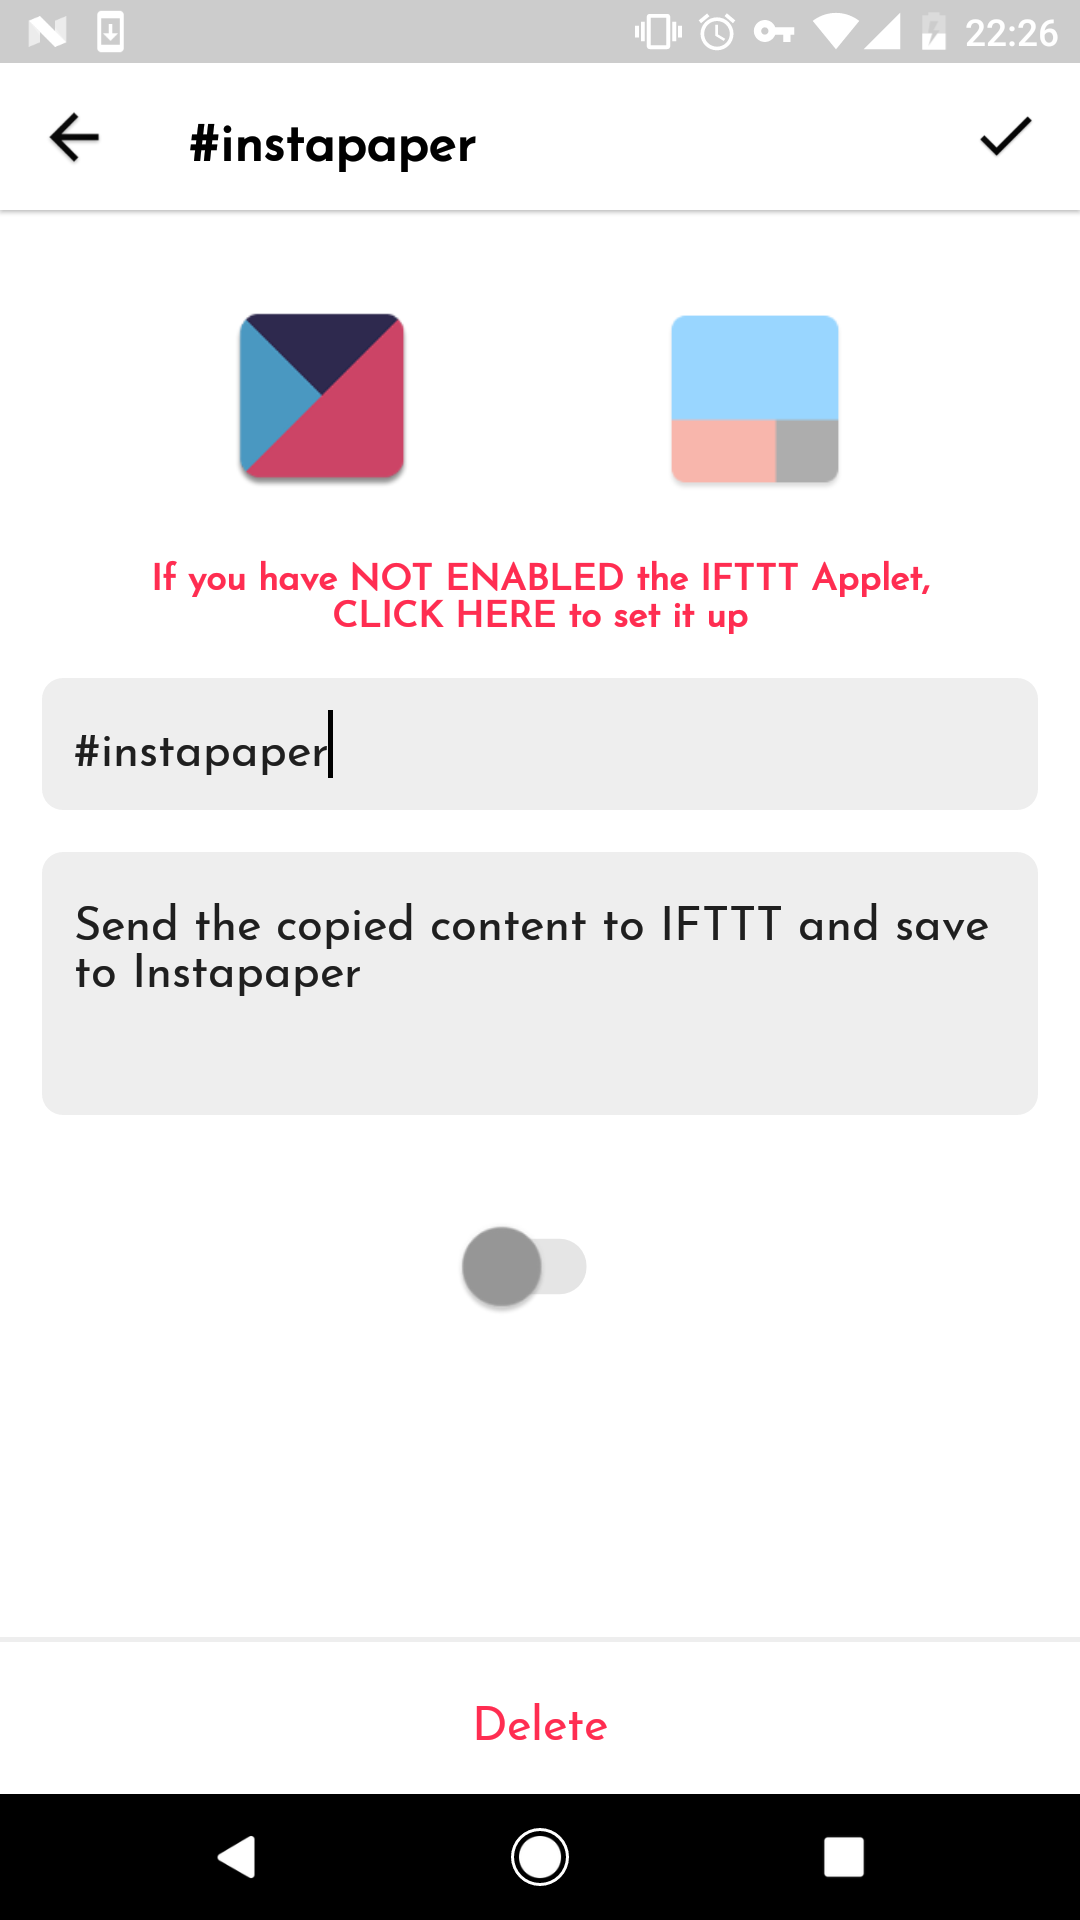 22:26
#instapaper
If you have NOT ENABLED the IFTTT Applet,
CLICK HERE to set it up
#instapaper
Send the copied content to IFTTT and save
to Instapaper
Delete